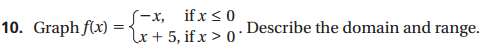 10. Graph f(x) = {−x, if x ≤ 0
x + 5, if x > 0. Describe the domain and range.